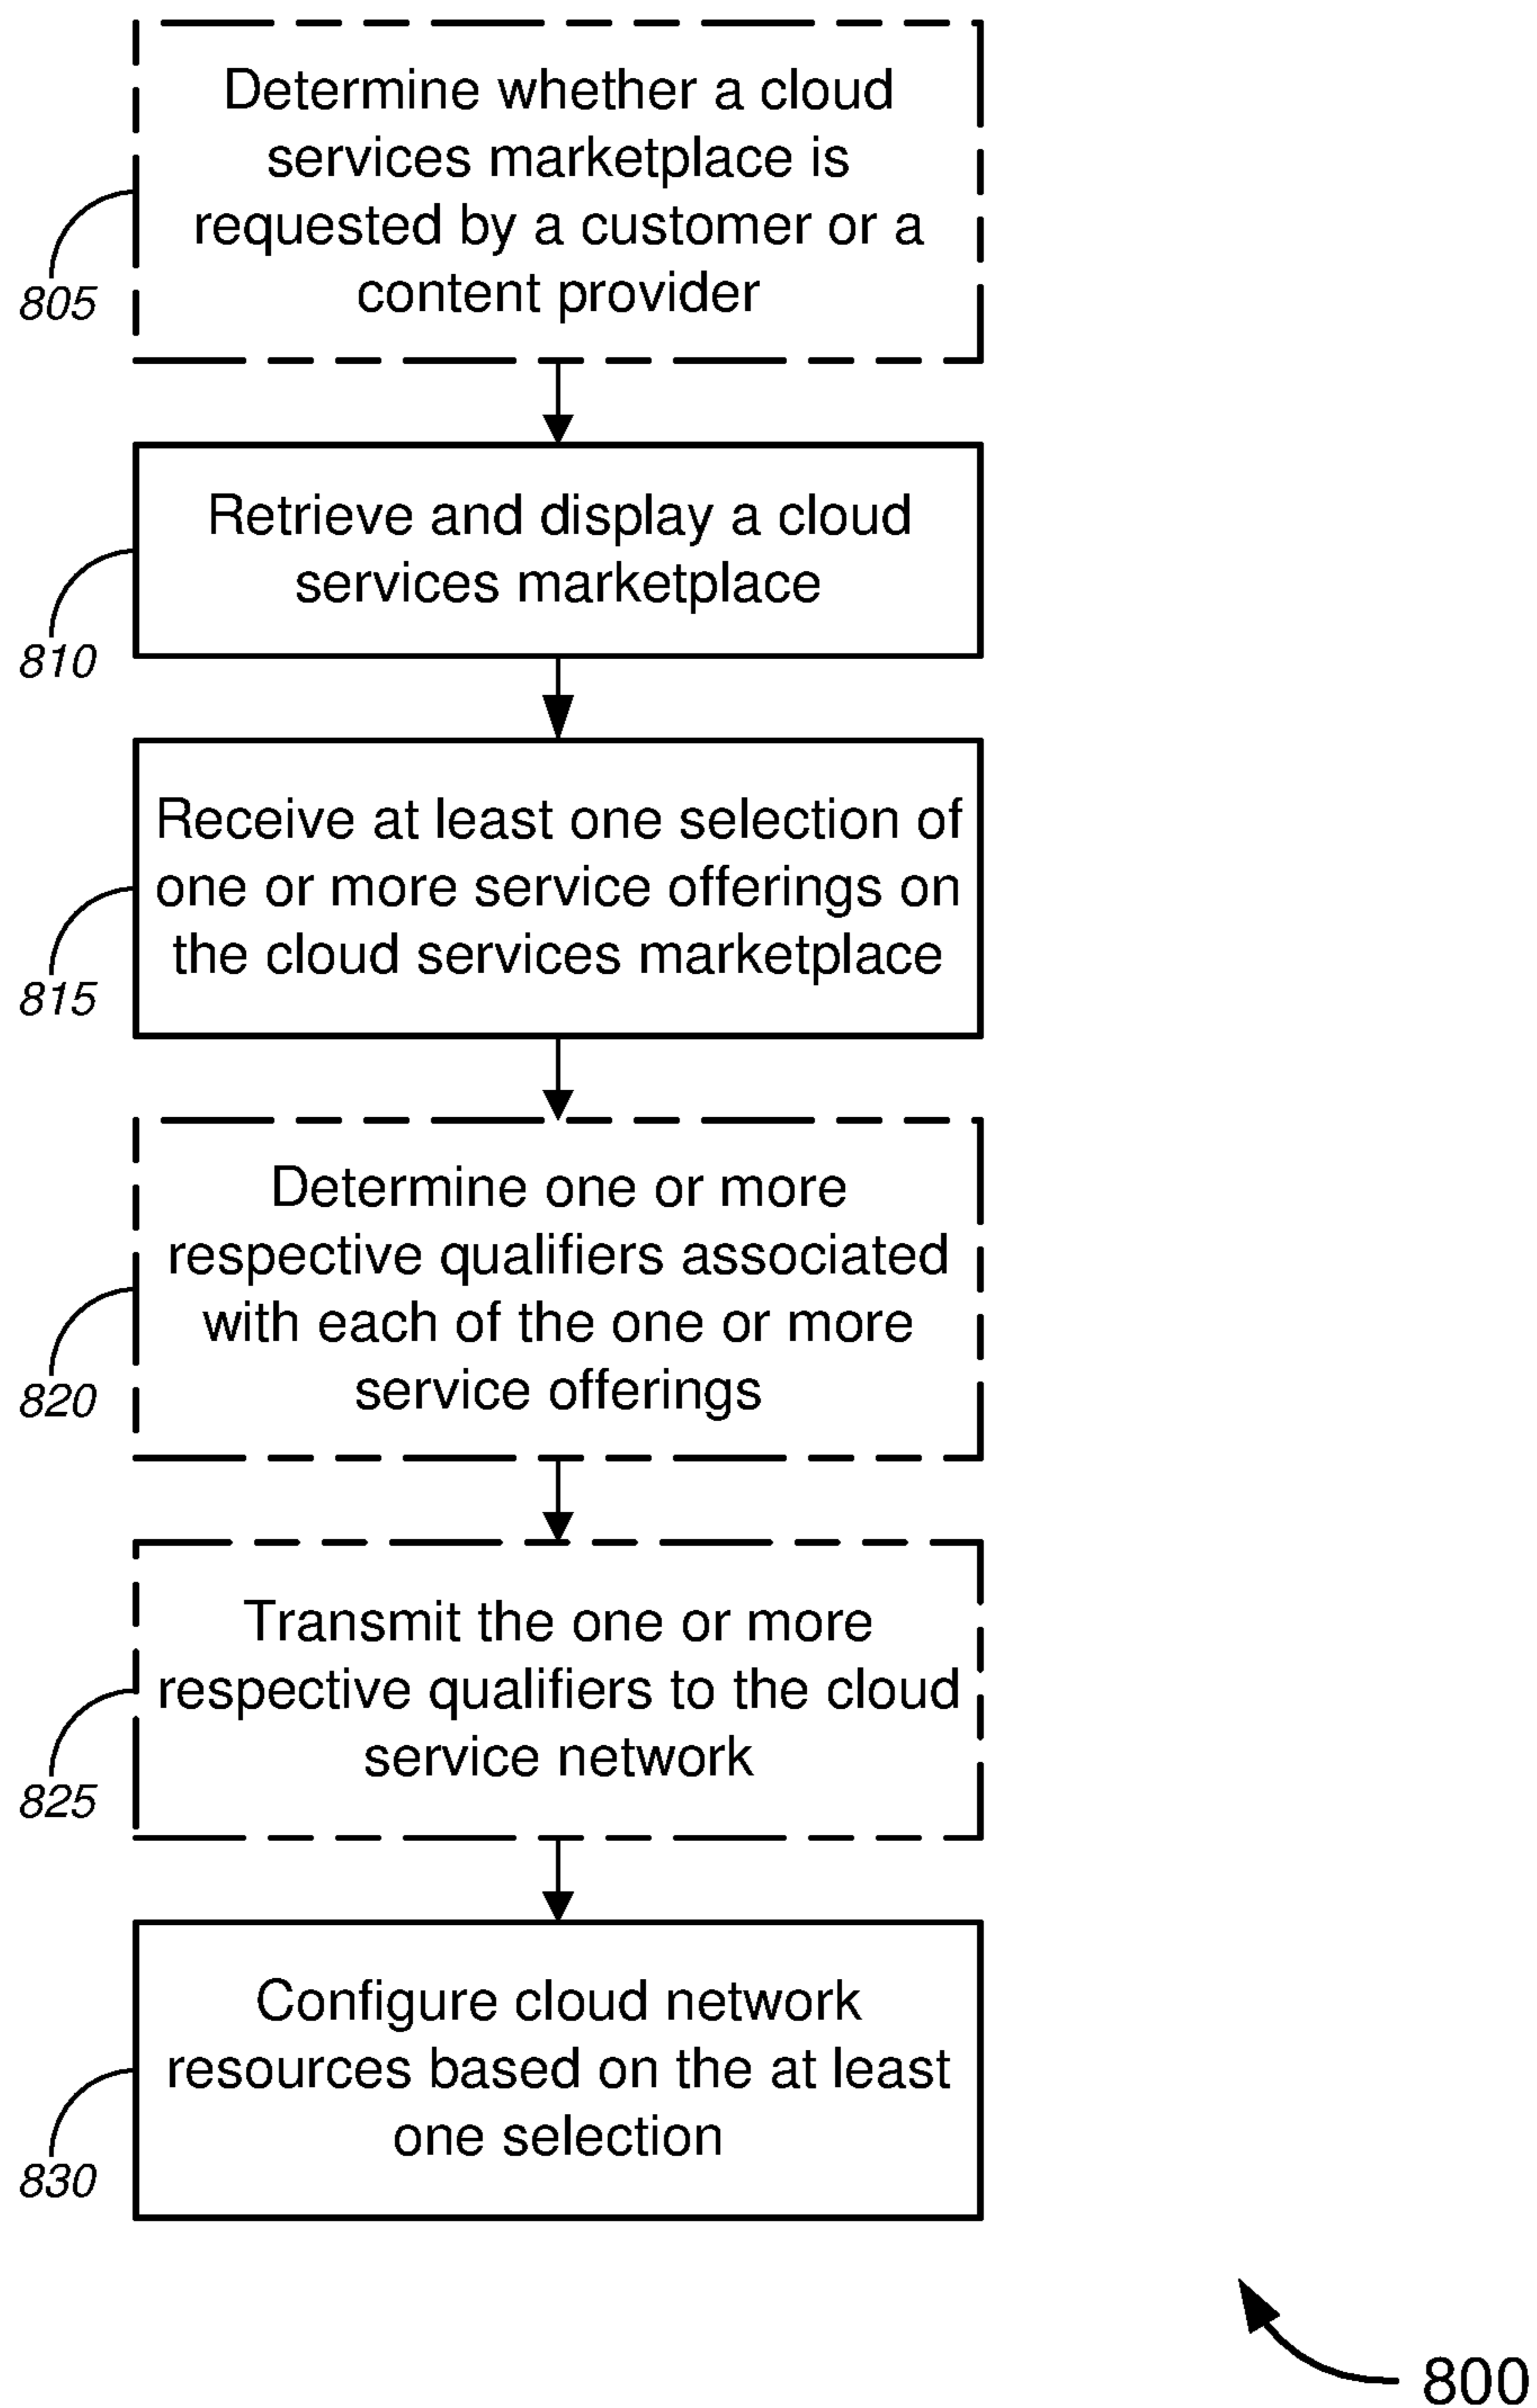 Determine whether a cloud
services marketplace is
requested by a customer or a
content provider
805
Retrieve and display a cloud
services marketplace
810
Receive at least one selection of
one or more service offerings on
the cloud services marketplace
815
Determine one or more
respective qualifiers associated
with each of the one or more
service offerings
820
Transmit the one or more
respective qualifiers to the cloud
service network
825
Configure cloud network
resources based on the at least
one selection
830
800